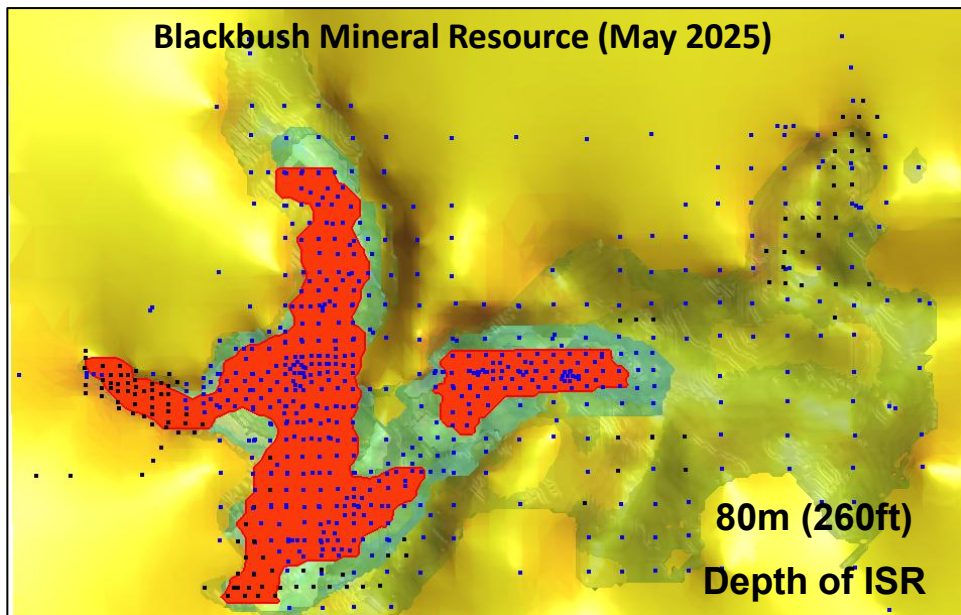 Blackbush Mineral Resource (May 2025)
80m (260ft)
Depth of ISR